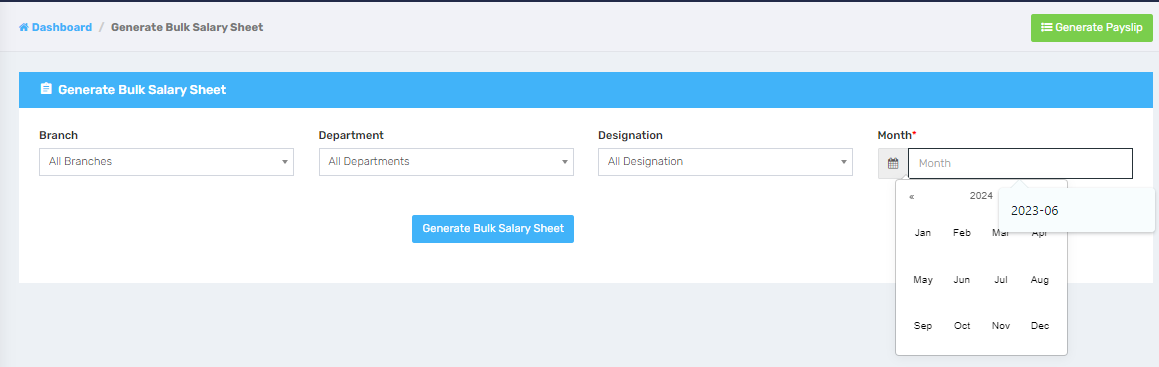 Dashboard / Generate Bulk Salary Sheet
Generate Payslip
Generate Bulk Salary Sheet
Branch Department Designation Month*
All Branches All Departments All Designation Month
« 2024
2023-06
Jan Feb Mar Apr
Generate Bulk Salary Sheet
May Jun Jul Aug
Sep Oct Nov Dec